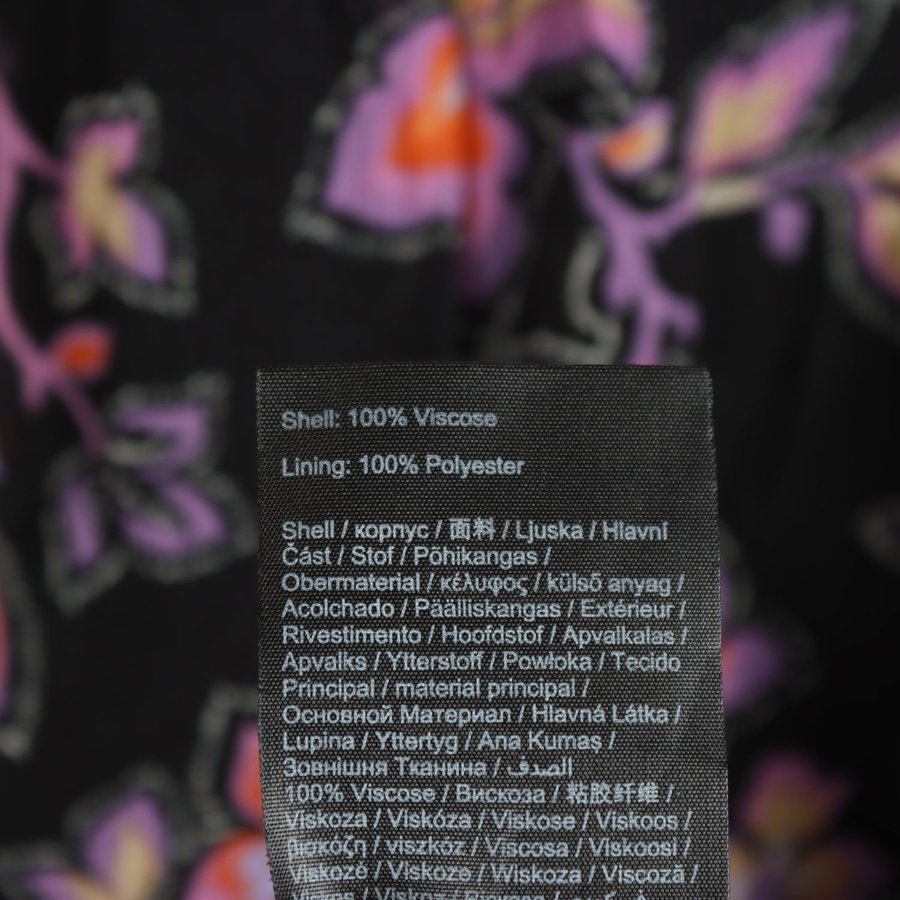 Shell: 100% Viscose
Lining: 100% Polyester
Shell / корпус / 面料 / Ljuska / Hlavní
Část / Stof / Põhikangas /
Obermaterial / κέλυφος / külső anyag /
Acolchado / Päälliskangas / Extérieur /
Rivestimento / Hoofdstof / Apvalkalas /
Apvalks / Ytterstoff / Powłoka / Tecido
Principal / material principal /
Основной Материал / Hlavná Látka /
Lupina / Yttertyg / Ana Kumaş /
Зовнішня Тканина / الصدف
100% Viscose / Вискоза / 粘胶纤维 /
Viskoza / Viskóza / Viskose / Viskoos /
βισκόζη / viszkóz / Viscosa / Viskoosi /
Viskoze / Wiskoza / Viscoză /